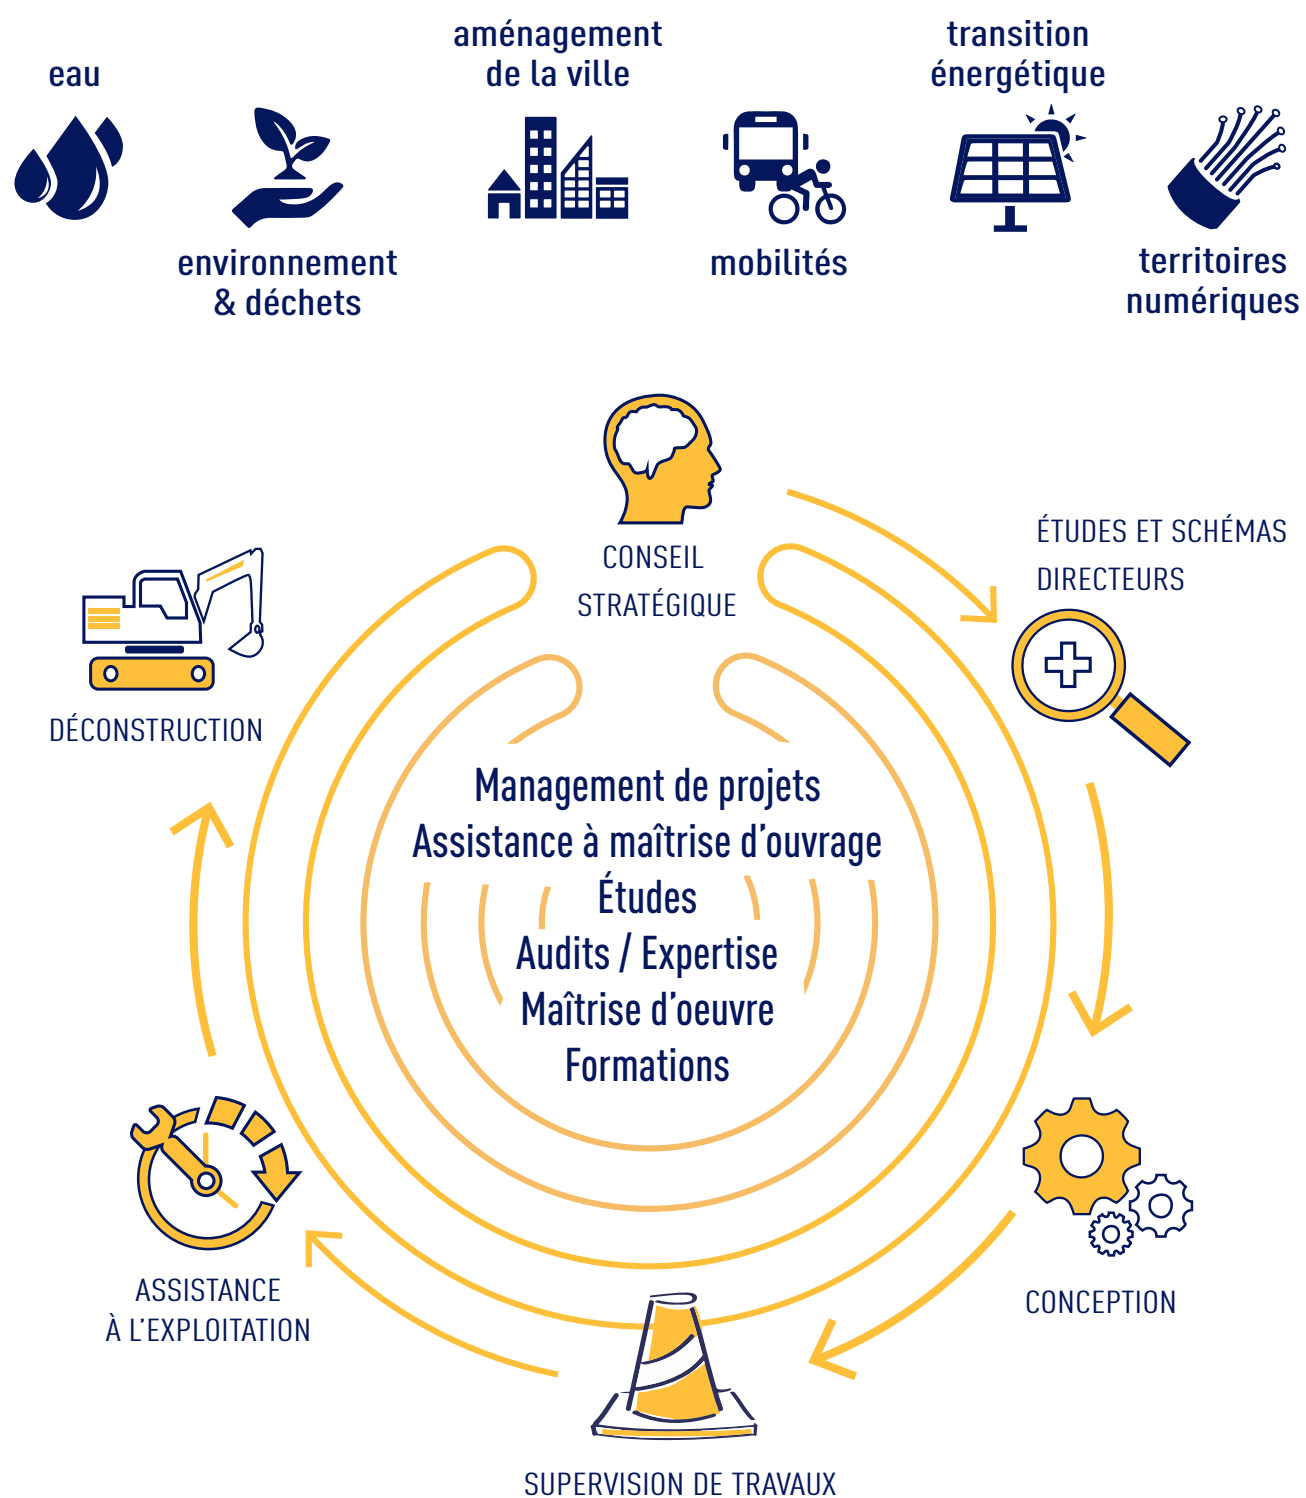 eau
environnement
& déchets
aménagement
de la ville
mobilités
transition
énergétique
territoires
numériques
CONSEIL
STRATÉGIQUE
ÉTUDES ET SCHÉMAS
DIRECTEURS
CONCEPTION
SUPERVISION DE TRAVAUX
ASSISTANCE
À L'EXPLOITATION
DÉCONSTRUCTION
Management de projets
Assistance à maîtrise d'ouvrage
Études
Audits / Expertise
Maîtrise d'oeuvre
Formations